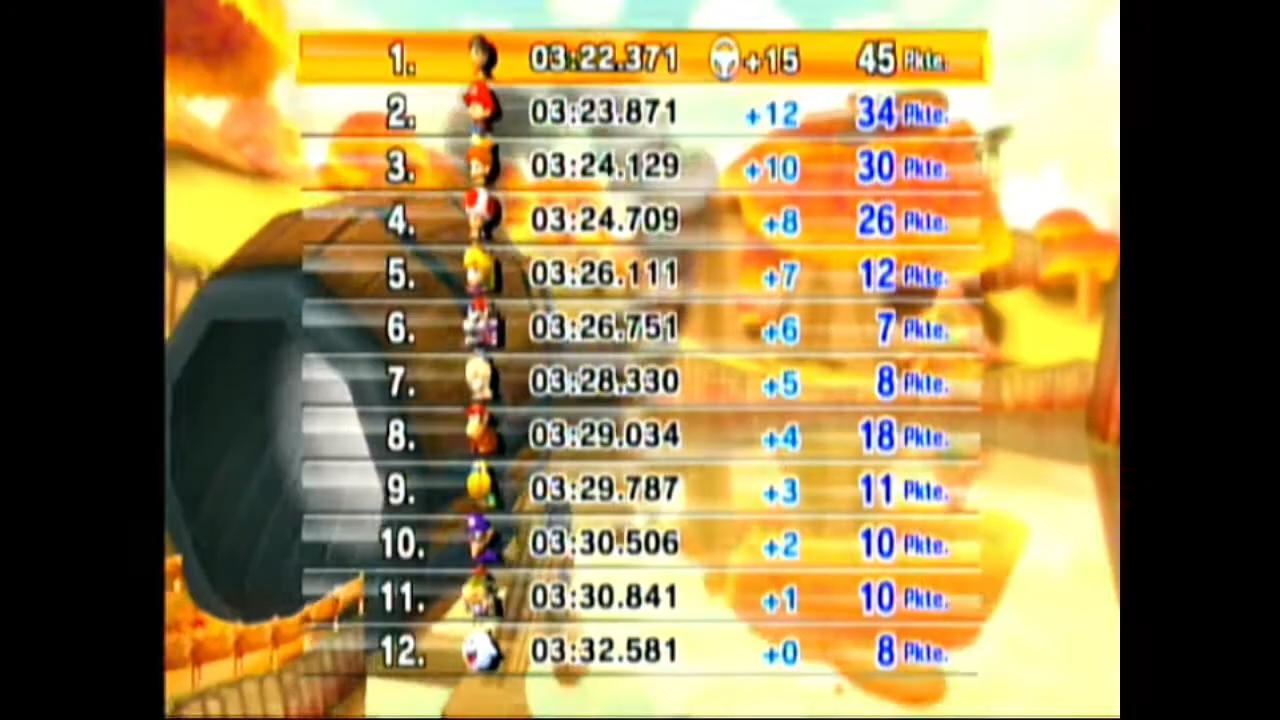 1. 03:22.371 +15 45 Pkte.
2. 03:23.871 +12 34 Pkte.
3. 03:24.129 +10 30 Pkte.
4. 03:24.709 +8 26 Pkte.
5. 03:26.111 +7 12 Pkte.
6. 03:26.751 +6 7 Pkte.
7. 03:28.330 +5 8 Pkte.
8. 03:29.034 +4 18 Pkte.
9. 03:29.787 +3 11 Pkte.
10. 03:30.506 +2 10 Pkte.
11. 03:30.841 +1 10 Pkte.
12. 03:32.581 +0 8 Pkte.